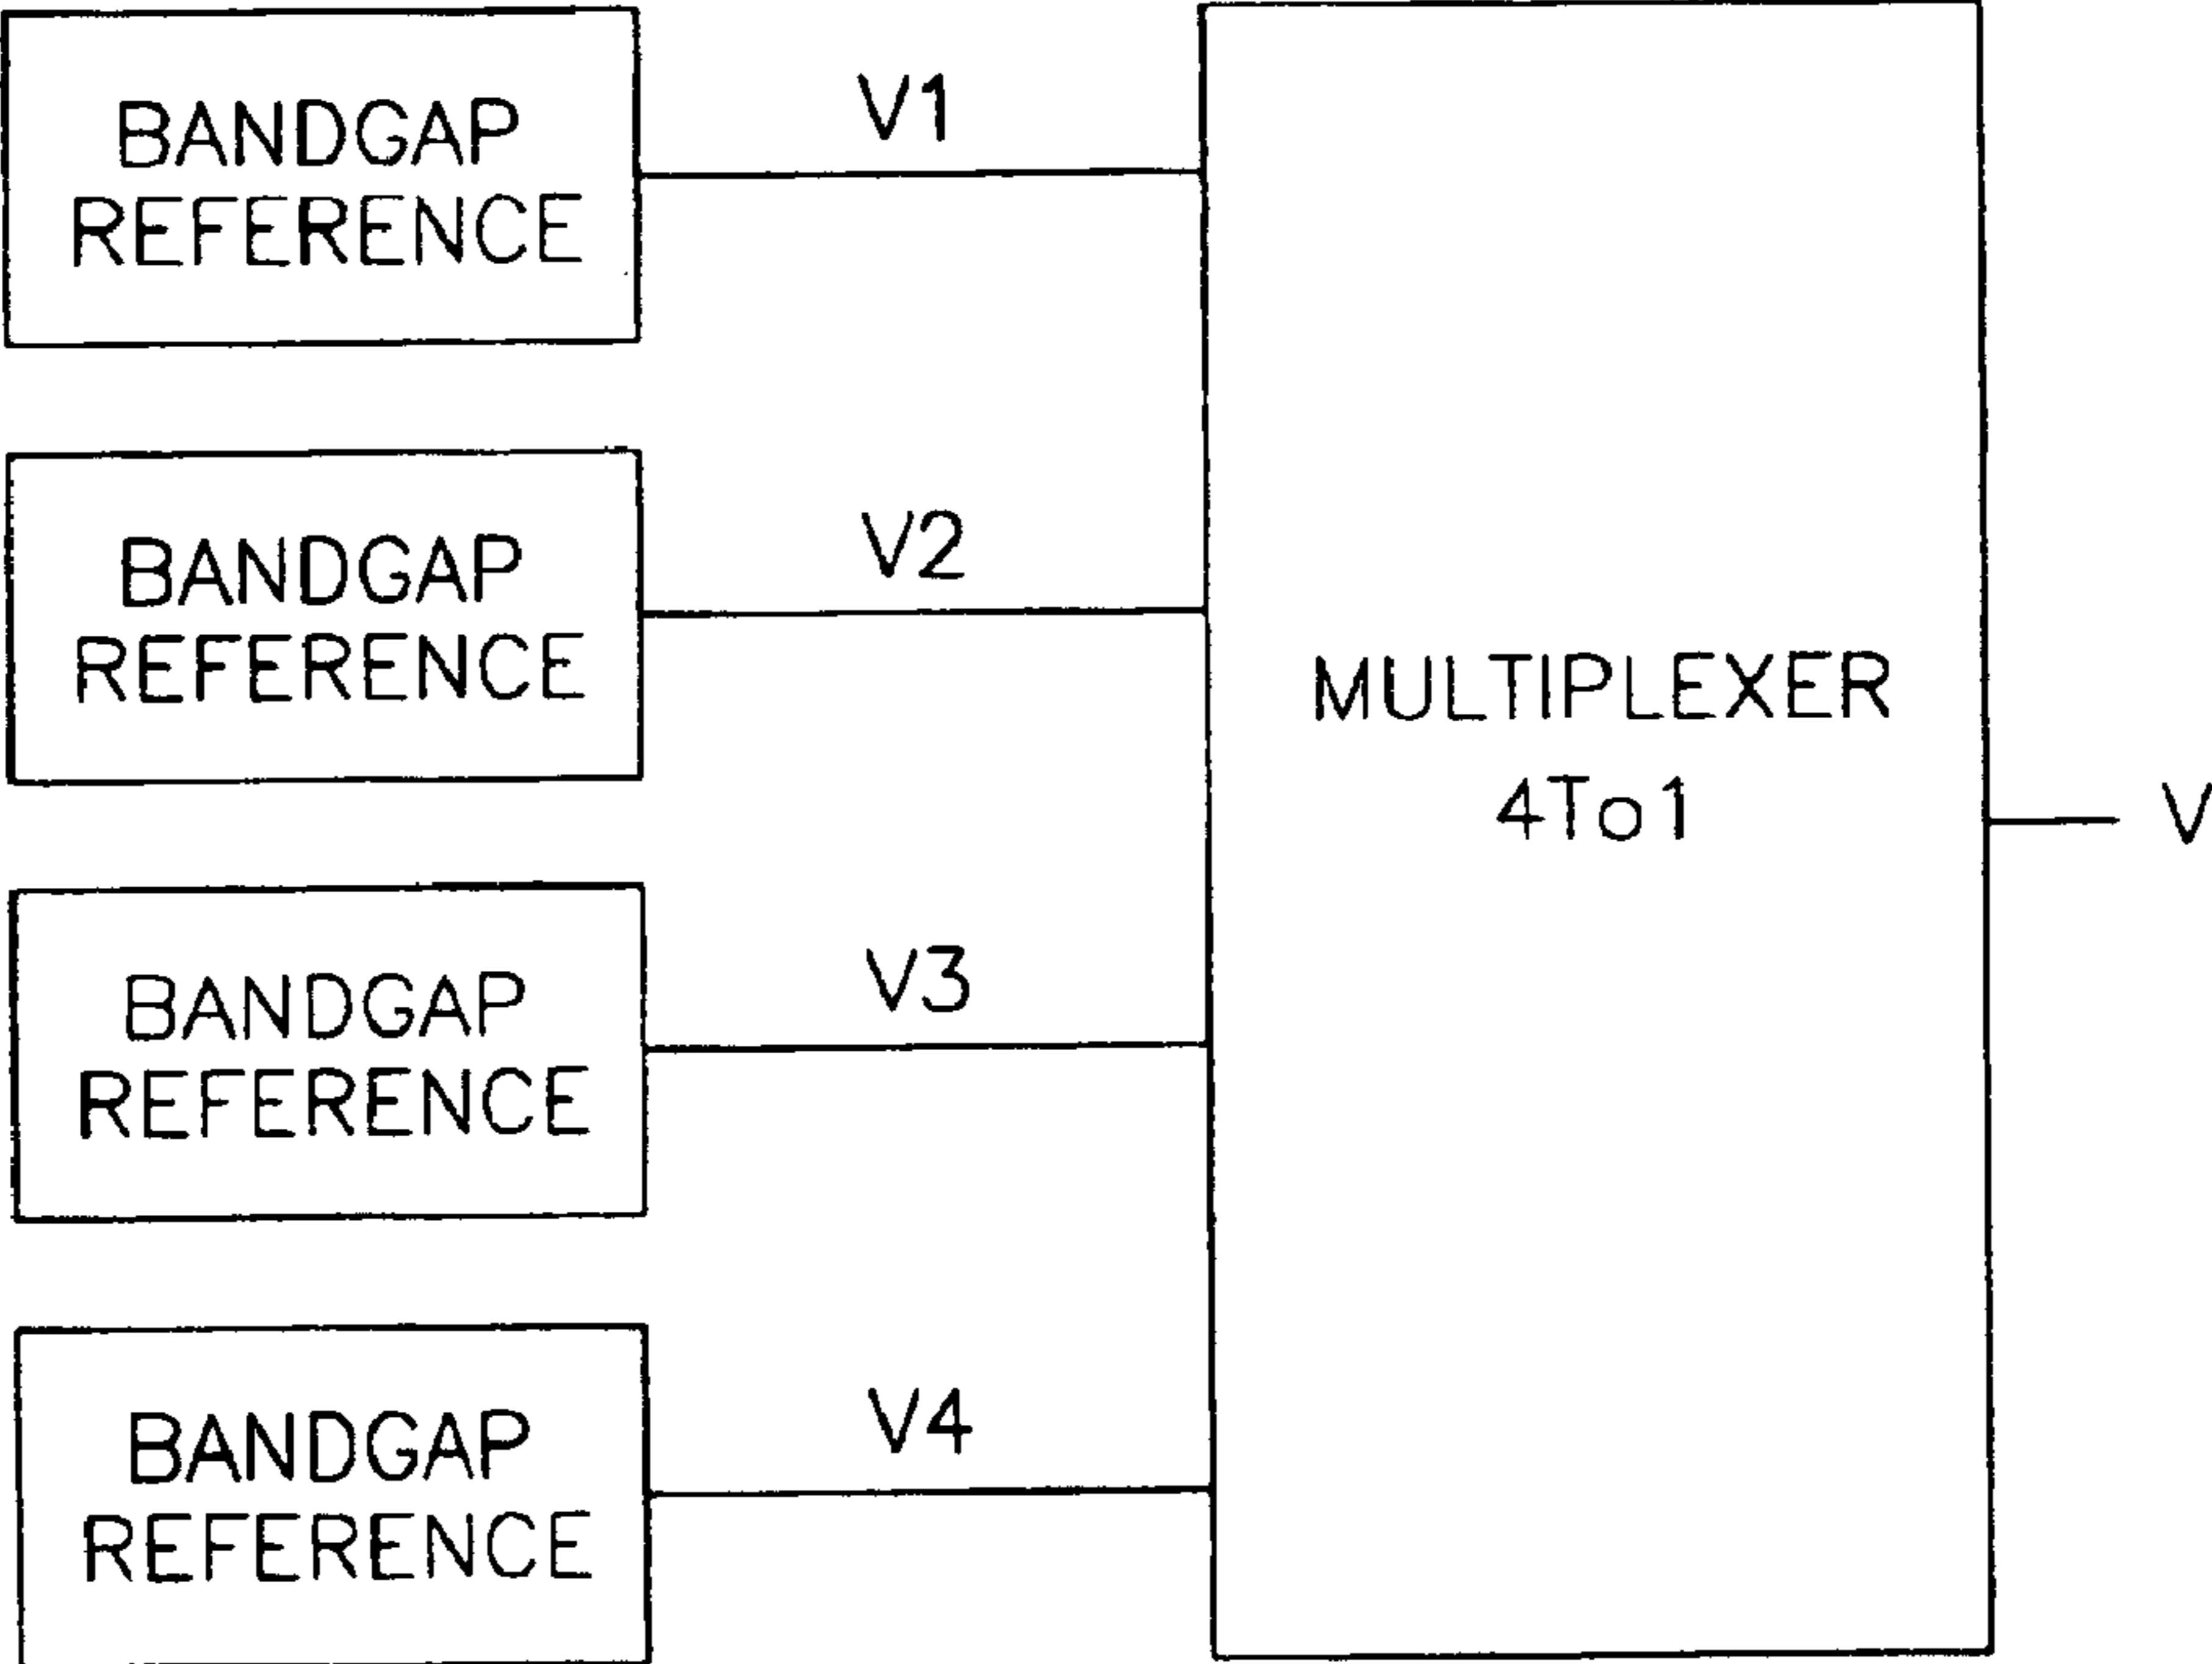 BANDGAP
REFERENCE
V1
BANDGAP
REFERENCE
V2
MULTIPLEXER
4To1
V
BANDGAP
REFERENCE
V3
BANDGAP
REFERENCE
V4